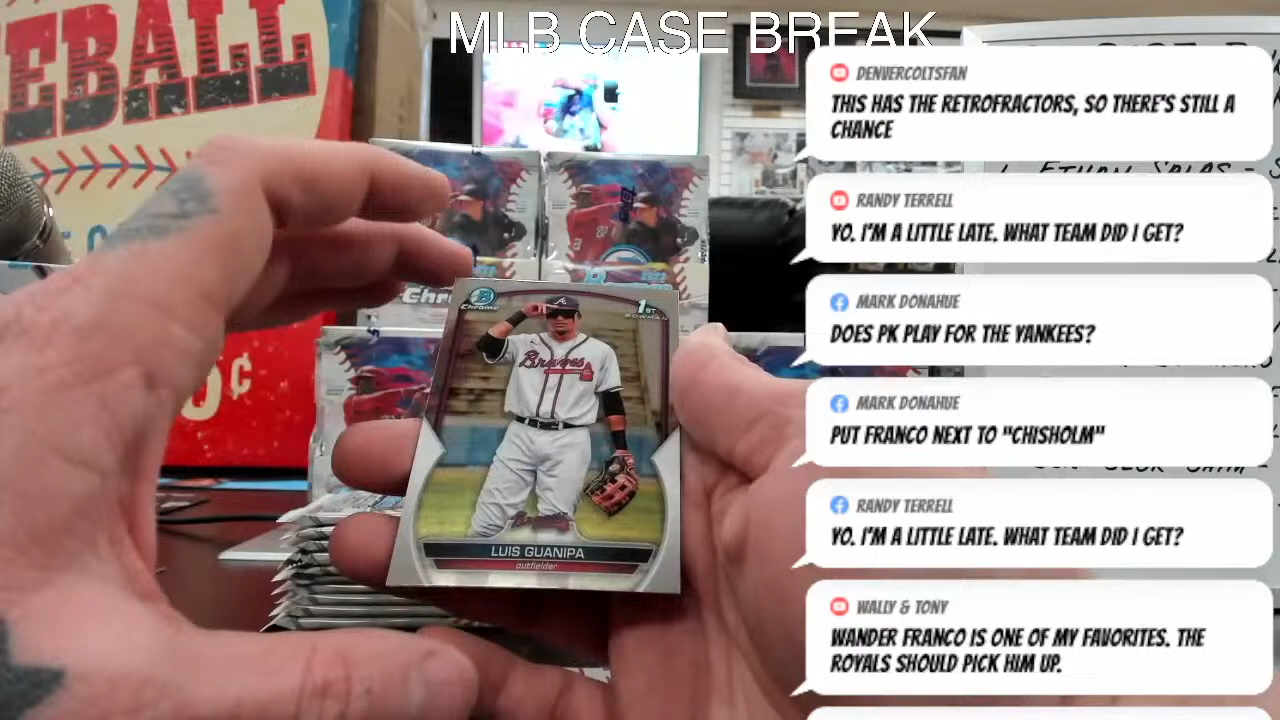 MLB CASE BREAK
EBALL
5¢
Chrome
1ST
BOWMAN
Braves
LUIS GUANIPA
outfielder
DENVERCOLTSFAN
THIS HAS THE RETROFRACTORS, SO THERE'S STILL A
CHANCE
RANDY TERRELL
YO. I'M A LITTLE LATE. WHAT TEAM DID I GET?
MARK DONAHUE
DOES PK PLAY FOR THE YANKEES?
MARK DONAHUE
PUT FRANCO NEXT TO "CHISHOLM"
RANDY TERRELL
YO. I'M A LITTLE LATE. WHAT TEAM DID I GET?
WALLY & TONY
WANDER FRANCO IS ONE OF MY FAVORITES. THE
ROYALS SHOULD PICK HIM UP.